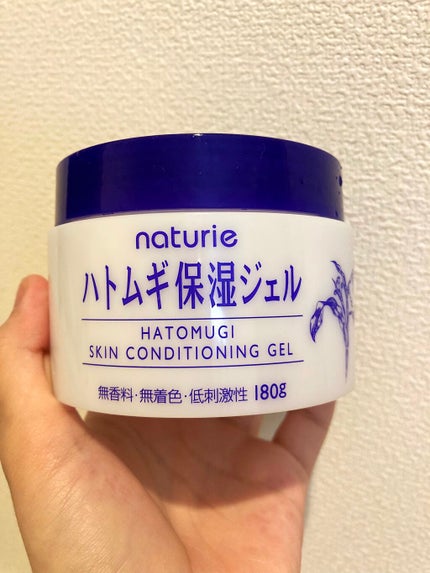 naturie
ハトムギ保湿ジェル
HATOMUGI
SKIN CONDITIONING GEL
無香料・無着色・低刺激性 180g